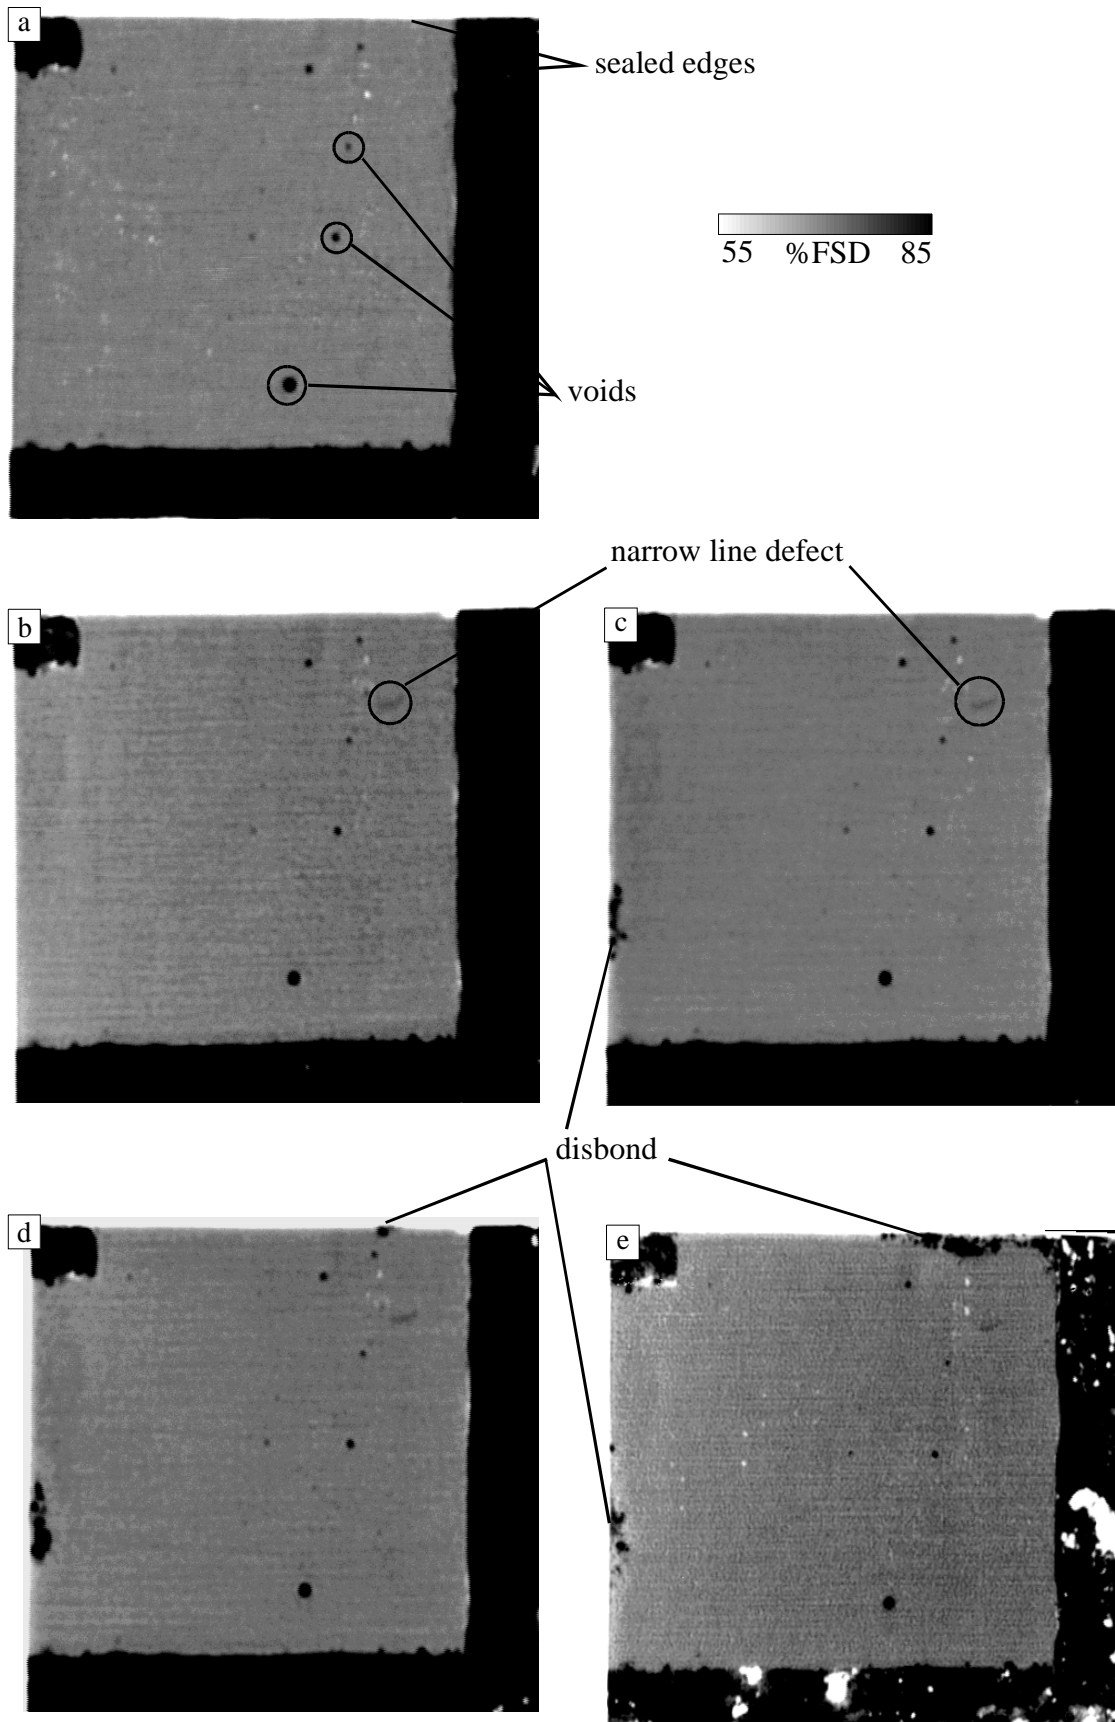 a
sealed edges
55 %FSD 85
voids
narrow line defect
b
c
disbond
d
e